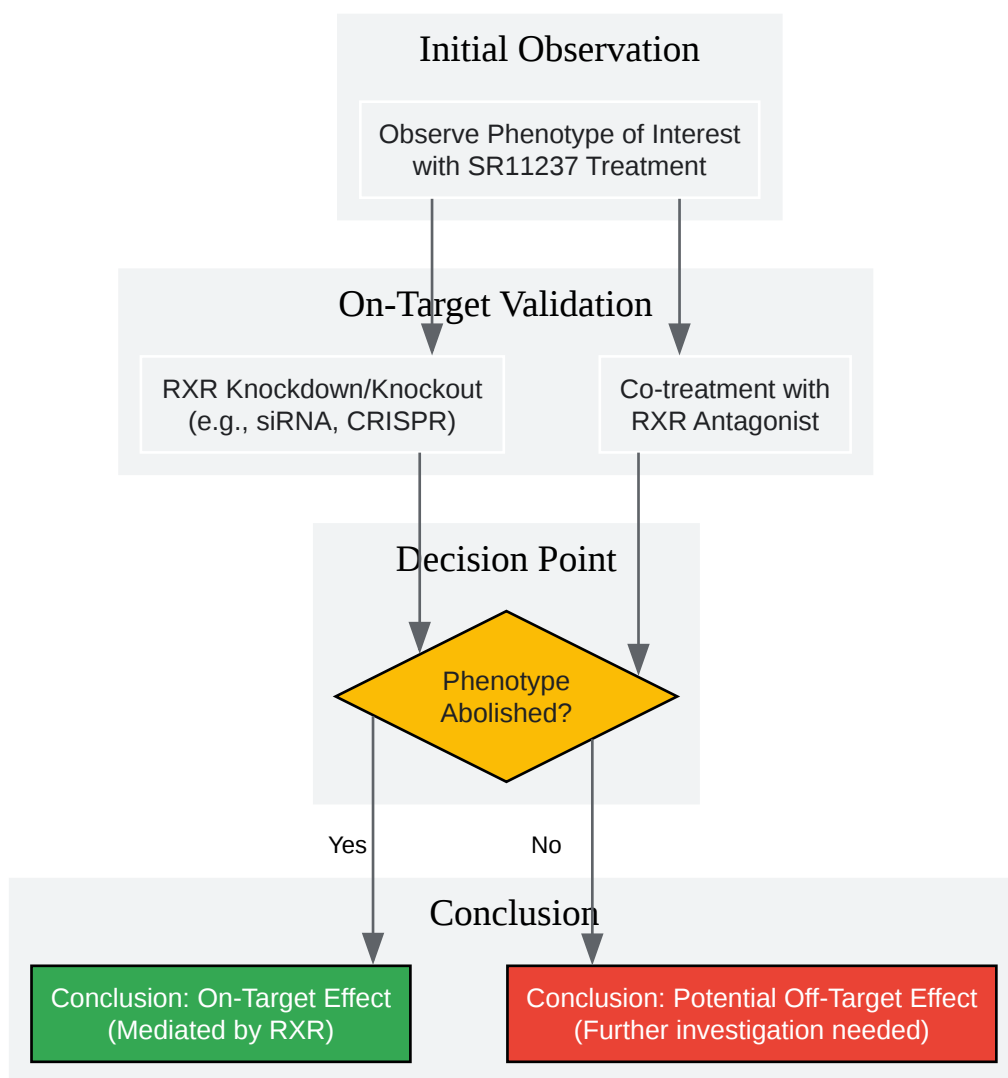 Initial Observation
Observe Phenotype of Interest
with SR11237 Treatment
On-Target Validation
RXR Knockdown/Knockout
(e.g., siRNA, CRISPR)
Co-treatment with
RXR Antagonist
Decision Point
Phenotype
Abolished?
Yes
No
Conclusion
Conclusion: On-Target Effect
(Mediated by RXR)
Conclusion: Potential Off-Target Effect
(Further investigation needed)